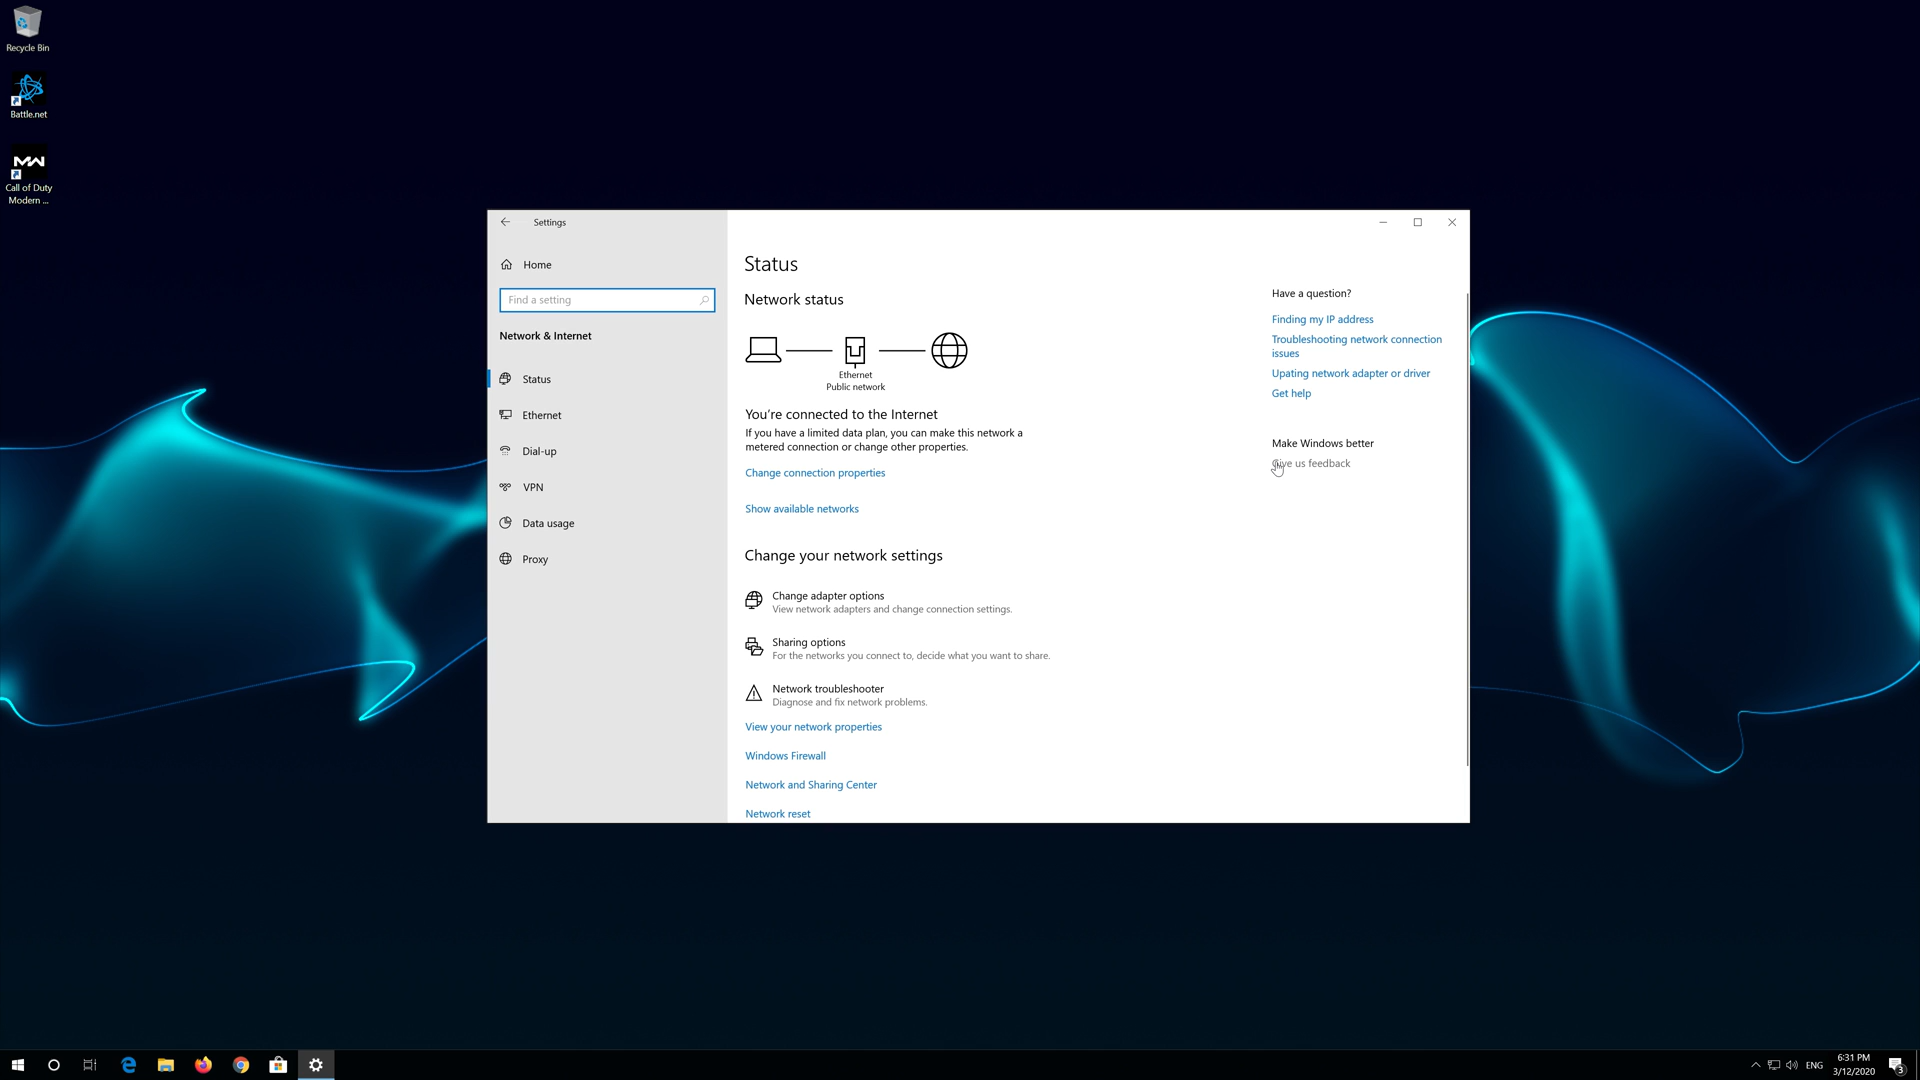 Recycle Bin
Battle.net
MW
Call of Duty
Modern ...
Settings
Home
Find a setting
Network & Internet
Status
Ethernet
Dial-up
VPN
Data usage
Proxy
Status
Network status
Ethernet
Public network
You're connected to the Internet
If you have a limited data plan, you can make this network a
metered connection or change other properties.
Change connection properties
Show available networks
Change your network settings
Change adapter options
View network adapters and change connection settings.
Sharing options
For the networks you connect to, decide what you want to share.
Network troubleshooter
Diagnose and fix network problems.
View your network properties
Windows Firewall
Network and Sharing Center
Network reset
Have a question?
Finding my IP address
Troubleshooting network connection
issues
Upating network adapter or driver
Get help
Make Windows better
Give us feedback
ENG
6:31 PM
3/12/2020
3